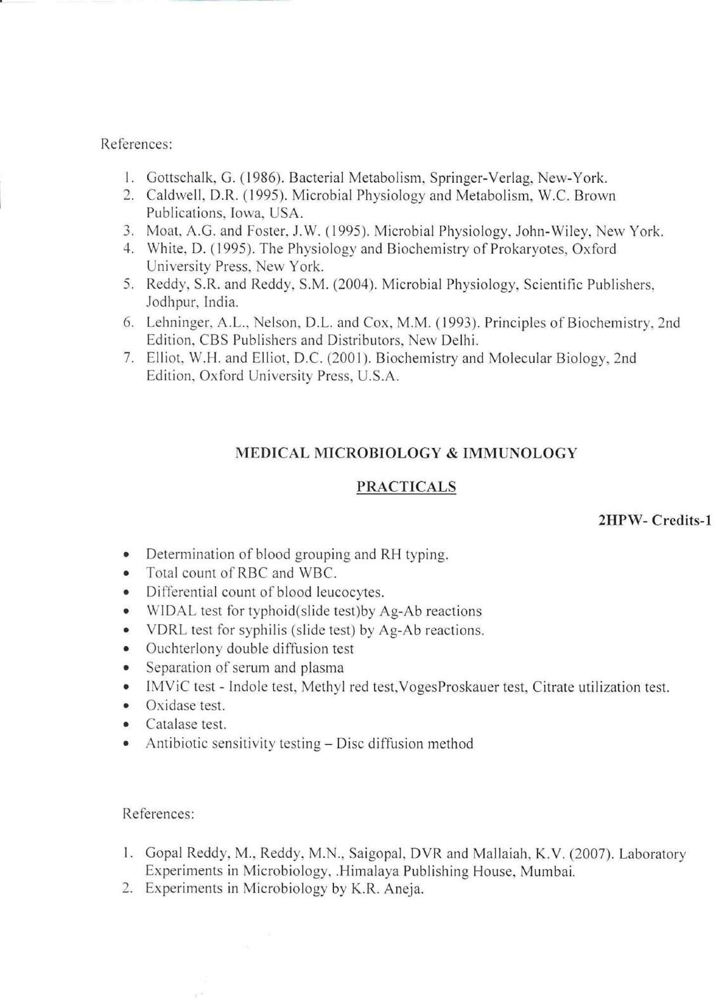 References:
1. Gottschalk, G. (1986). Bacterial Metabolism, Springer-Verlag, New-York.
2. Caldwell, D.R. (1995). Microbial Physiology and Metabolism, W.C. Brown
Publications, Iowa, USA.
3. Moat, A.G. and Foster, J.W. (1995). Microbial Physiology, John-Wiley, New York.
4. White, D. (1995). The Physiology and Biochemistry of Prokaryotes, Oxford
University Press, New York.
5. Reddy, S.R. and Reddy, S.M. (2004). Microbial Physiology, Scientific Publishers,
Jodhpur, India.
6. Lehninger, A.L., Nelson, D.L. and Cox, M.M. (1993). Principles of Biochemistry, 2nd
Edition, CBS Publishers and Distributors, New Delhi.
7. Elliot, W.H. and Elliot, D.C. (2001). Biochemistry and Molecular Biology, 2nd
Edition, Oxford University Press, U.S.A.
MEDICAL MICROBIOLOGY & IMMUNOLOGY
PRACTICALS
2HPW- Credits-1
• Determination of blood grouping and RH typing.
• Total count of RBC and WBC.
• Differential count of blood leucocytes.
• WIDAL test for typhoid(slide test)by Ag-Ab reactions
• VDRL test for syphilis (slide test) by Ag-Ab reactions.
• Ouchterlony double diffusion test
• Separation of serum and plasma
• IMViC test - Indole test, Methyl red test,VogesProskauer test, Citrate utilization test.
• Oxidase test.
• Catalase test.
• Antibiotic sensitivity testing – Disc diffusion method
References:
1. Gopal Reddy, M., Reddy, M.N., Saigopal, DVR and Mallaiah, K.V. (2007). Laboratory
Experiments in Microbiology, .Himalaya Publishing House, Mumbai.
2. Experiments in Microbiology by K.R. Aneja.